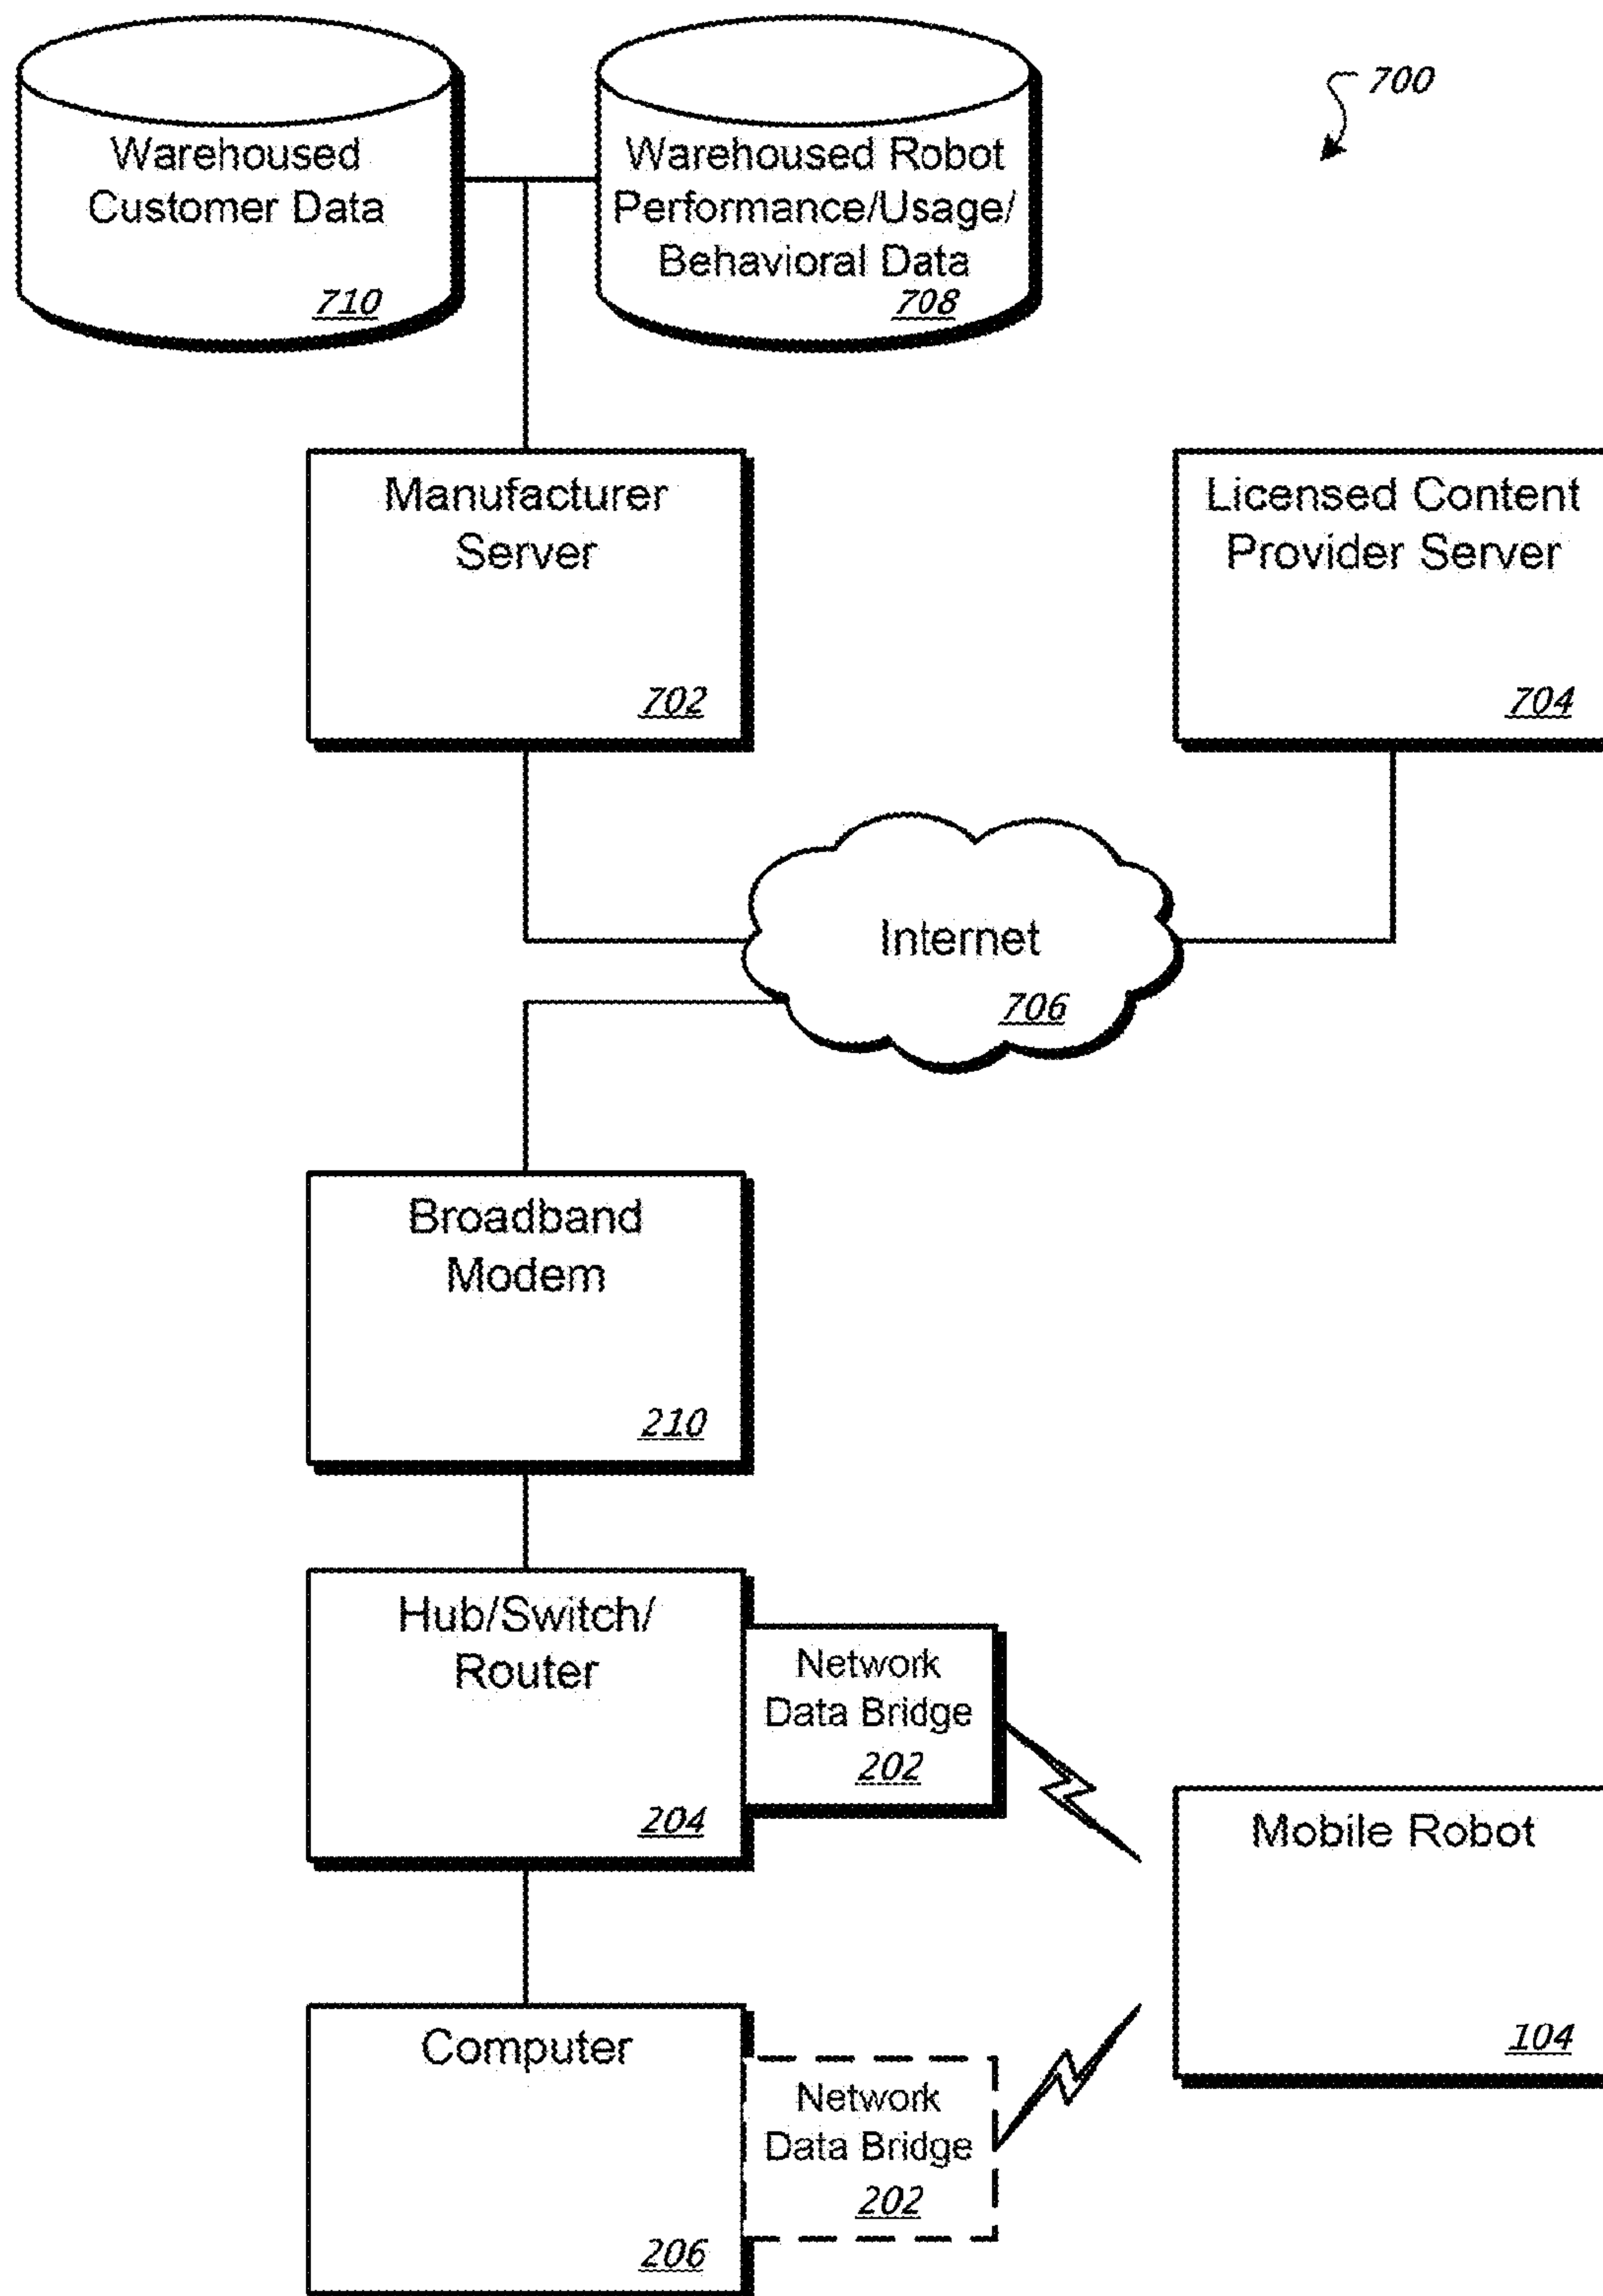 700
Warehoused
Customer Data
710
Warehoused Robot
Performance/Usage/
Behavioral Data
708
Manufacturer
Server
702
Licensed Content
Provider Server
704
Internet
706
Broadband
Modem
210
Hub/Switch/
Router
204
Network
Data Bridge
202
Mobile Robot
104
Computer
206
Network
Data Bridge
202